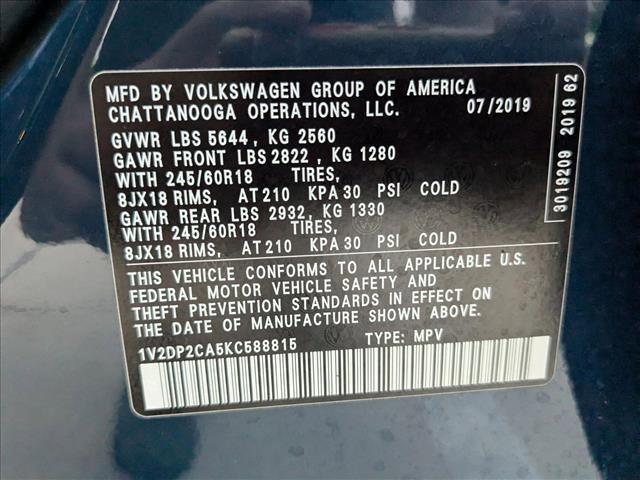 MFD BY VOLKSWAGEN GROUP OF AMERICA
CHATTANOOGA OPERATIONS, LLC. 07/2019
GVWR LBS 5644 , KG 2560
GAWR FRONT LBS 2822 , KG 1280
WITH 245/60R18 TIRES,
8JX18 RIMS, AT 210 KPA 30 PSI COLD
GAWR REAR LBS 2932, KG 1330
WITH 245/60R18 TIRES,
8JX18 RIMS, AT 210 KPA 30 PSI COLD
THIS VEHICLE CONFORMS TO ALL APPLICABLE U.S.
FEDERAL MOTOR VEHICLE SAFETY AND
THEFT PREVENTION STANDARDS IN EFFECT ON
THE DATE OF MANUFACTURE SHOWN ABOVE.
1V2DP2CA5KC588815 TYPE: MPV
3019209 2019 62